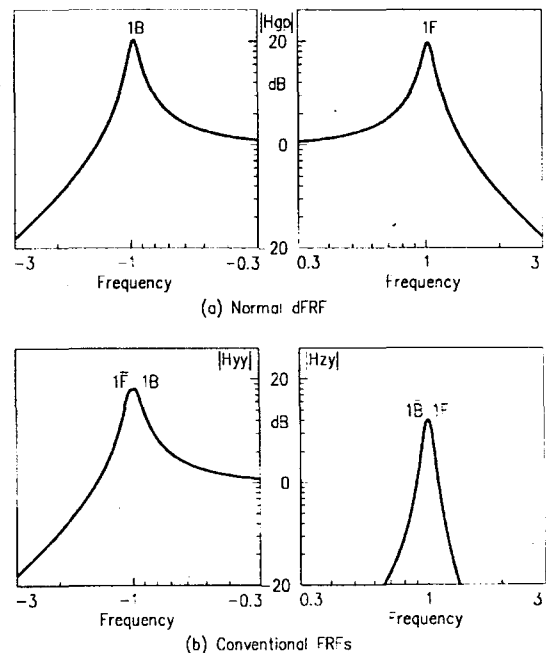 1B
|Hgp|
20
1F
dB
0
20
-3
-1
-0.3
0.3
1
3
Frequency
Frequency
(a) Normal dFRF
|Hyy|
1F̄ 1B
20
|Hzy|
1B̄ 1F
dB
0
-20
-3
-1
-0.3
0.3
1
3
Frequency
Frequency
(b) Conventional FRFs